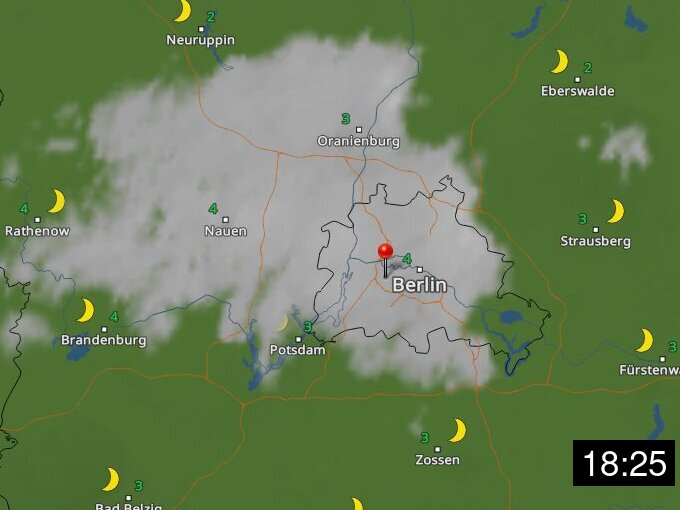 2
Neuruppin
2
Eberswalde
3
Oranienburg
4
Rathenow
4
Nauen
3
Strausberg
4
Berlin
4
Brandenburg
3
Potsdam
3
Fürstenwa
3
Zossen
18:25
3
Bad Belzig